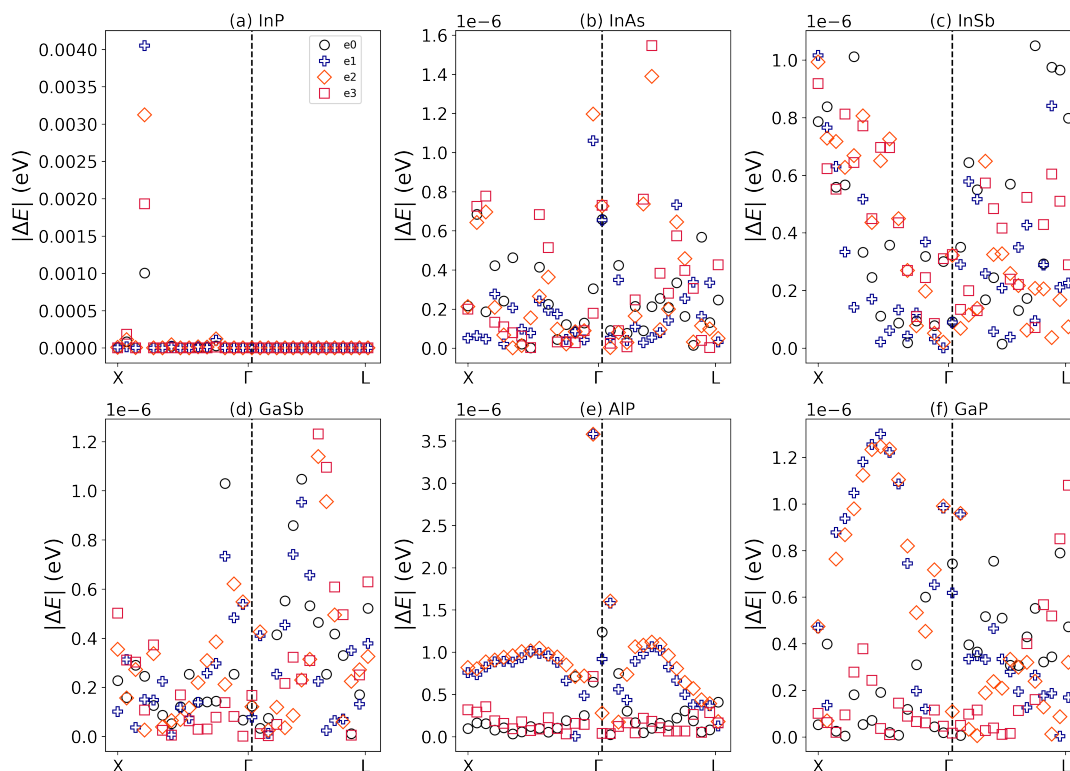 (a) InP
|ΔE| (eV)
0.0040
0.0035
0.0030
0.0025
0.0020
0.0015
0.0010
0.0005
0.0000
e0
e1
e2
e3
X Γ L
1e−6 (b) InAs
|ΔE| (eV)
1.6
1.4
1.2
1.0
0.8
0.6
0.4
0.2
0.0
X Γ L
1e−6 (c) InSb
|ΔE| (eV)
1.0
0.8
0.6
0.4
0.2
0.0
X Γ L
1e−6 (d) GaSb
|ΔE| (eV)
1.2
1.0
0.8
0.6
0.4
0.2
0.0
X Γ L
1e−6 (e) AlP
|ΔE| (eV)
3.5
3.0
2.5
2.0
1.5
1.0
0.5
0.0
X Γ L
1e−6 (f) GaP
|ΔE| (eV)
1.2
1.0
0.8
0.6
0.4
0.2
0.0
X Γ L